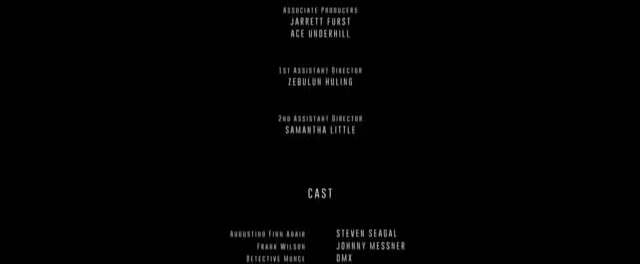 Associate Producers
JARRETT FURST
ACE UNDERHILL
1st Assistant Director
ZEBULUN HULING
2nd Assistant Director
SAMANTHA LITTLE
CAST
Augustino Finn Adair STEVEN SEAGAL
Frank Wilson JOHNNY MESSNER
Detective Munce DMX